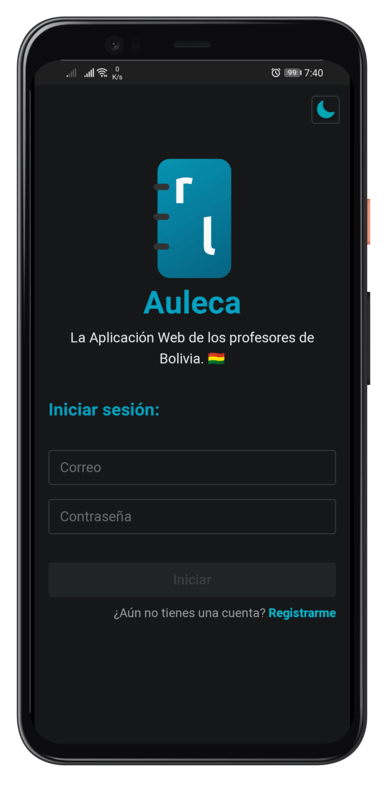 0
K/s
99
7:40
Auleca
La Aplicación Web de los profesores de
Bolivia. 🇧🇴
Iniciar sesión:
Correo
Contraseña
Iniciar
¿Aún no tienes una cuenta? Registrarme